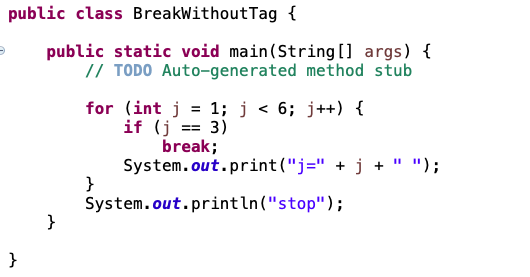 public class BreakWithoutTag {
public static void main(String[] args) {
// TODO Auto-generated method stub
for (int j = 1; j < 6; j++) {
if (j == 3)
break;
System.out.print("j=" + j + " ");
}
System.out.println("stop");
}
}